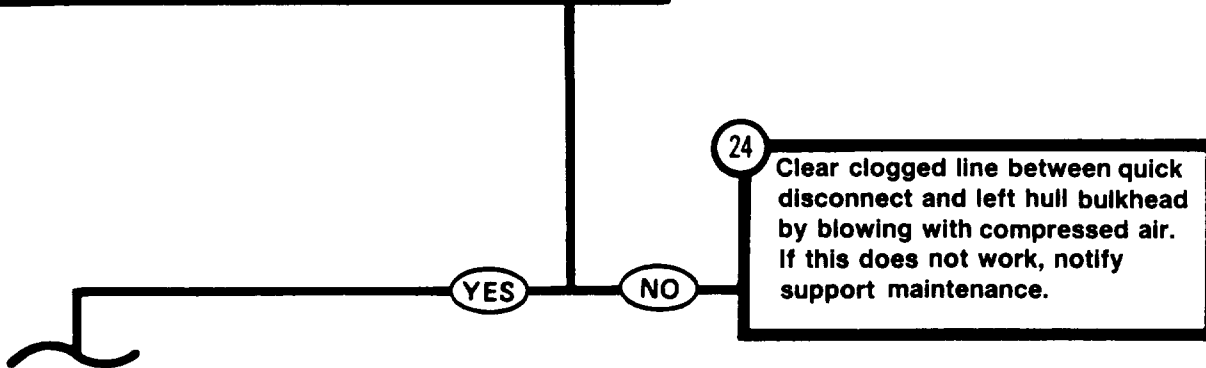 24
Clear clogged line between quick
disconnect and left hull bulkhead
by blowing with compressed air.
If this does not work, notify
support maintenance.
YES
NO